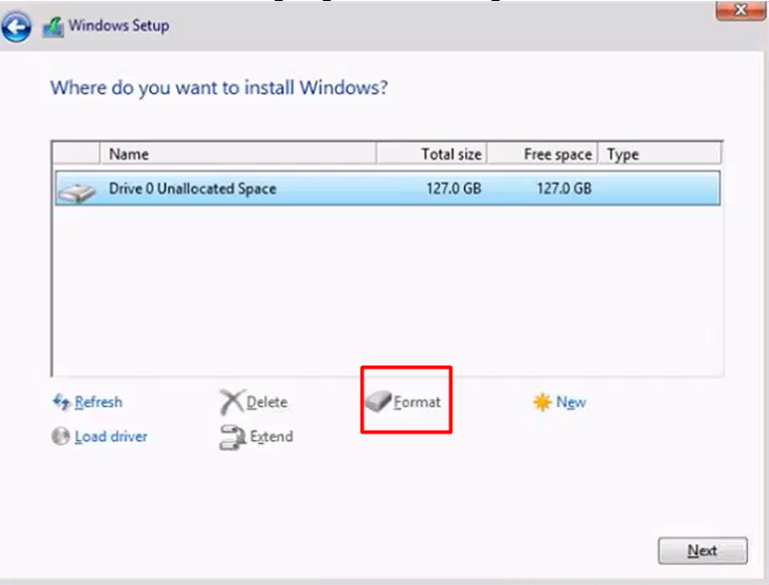 Windows Setup
Where do you want to install Windows?
Name Total size Free space Type
Drive 0 Unallocated Space 127.0 GB 127.0 GB
Refresh Delete Format New
Load driver Extend
Next